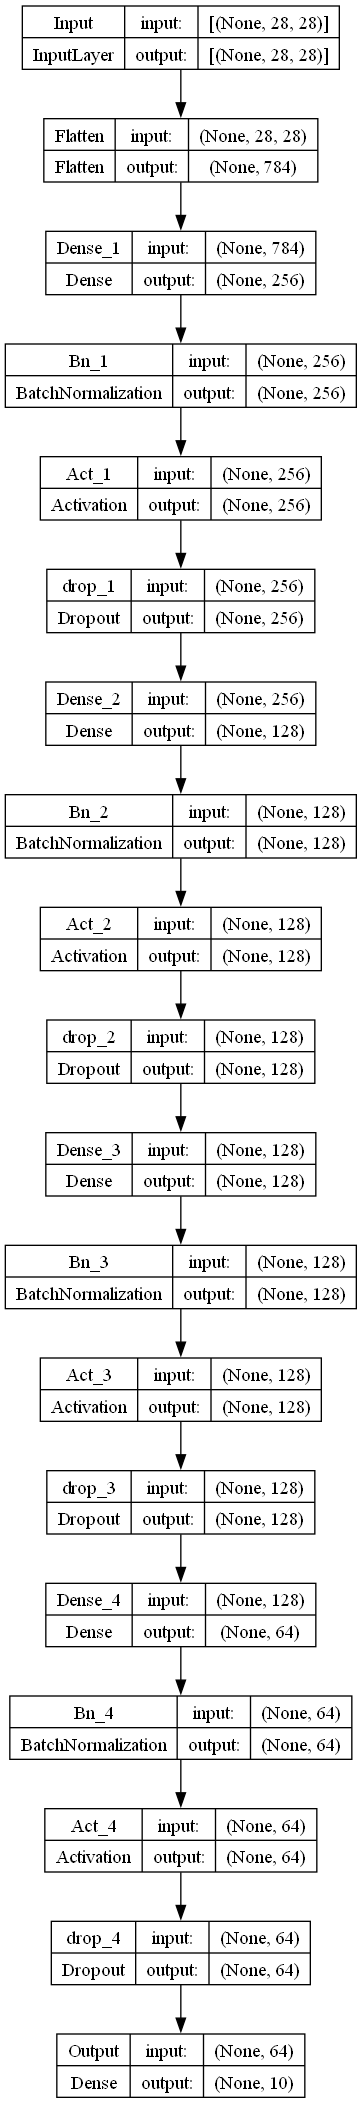 Input input: [(None, 28, 28)]
InputLayer output: [(None, 28, 28)]
Flatten input: (None, 28, 28)
Flatten output: (None, 784)
Dense_1 input: (None, 784)
Dense output: (None, 256)
Bn_1 input: (None, 256)
BatchNormalization output: (None, 256)
Act_1 input: (None, 256)
Activation output: (None, 256)
drop_1 input: (None, 256)
Dropout output: (None, 256)
Dense_2 input: (None, 256)
Dense output: (None, 128)
Bn_2 input: (None, 128)
BatchNormalization output: (None, 128)
Act_2 input: (None, 128)
Activation output: (None, 128)
drop_2 input: (None, 128)
Dropout output: (None, 128)
Dense_3 input: (None, 128)
Dense output: (None, 128)
Bn_3 input: (None, 128)
BatchNormalization output: (None, 128)
Act_3 input: (None, 128)
Activation output: (None, 128)
drop_3 input: (None, 128)
Dropout output: (None, 128)
Dense_4 input: (None, 128)
Dense output: (None, 64)
Bn_4 input: (None, 64)
BatchNormalization output: (None, 64)
Act_4 input: (None, 64)
Activation output: (None, 64)
drop_4 input: (None, 64)
Dropout output: (None, 64)
Output input: (None, 64)
Dense output: (None, 10)